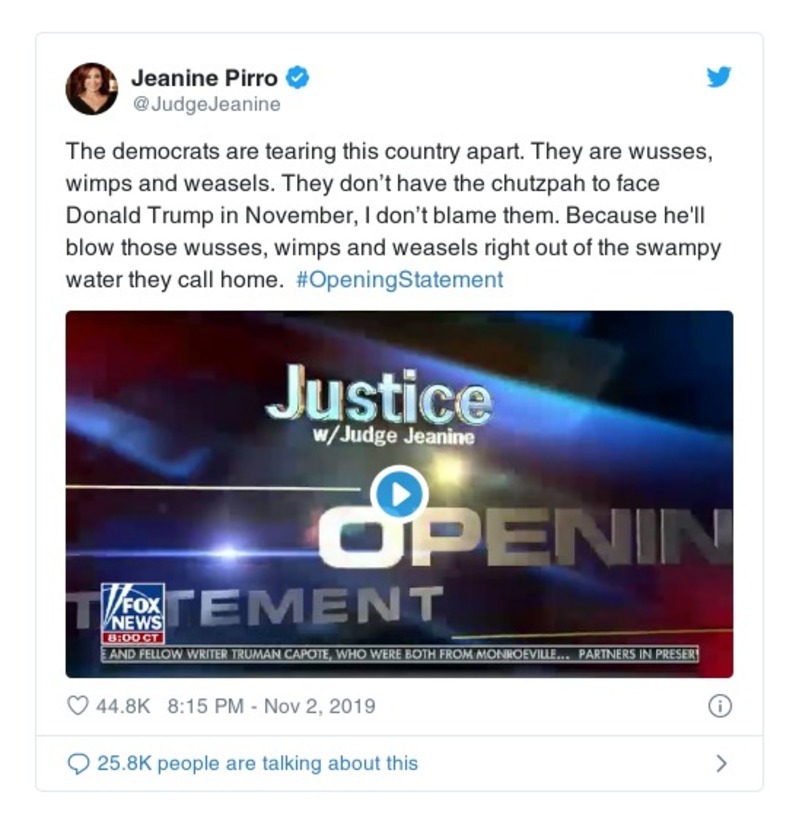 Jeanine Pirro
@JudgeJeanine
The democrats are tearing this country apart. They are wusses,
wimps and weasels. They don’t have the chutzpah to face
Donald Trump in November, I don’t blame them. Because he'll
blow those wusses, wimps and weasels right out of the swampy
water they call home. #OpeningStatement
Justice
w/Judge Jeanine
OPENIN
T TEMENT
FOX
NEWS
8:00 CT
E AND FELLOW WRITER TRUMAN CAPOTE, WHO WERE BOTH FROM MONROEVILLE... PARTNERS IN PRESER
44.8K 8:15 PM - Nov 2, 2019
25.8K people are talking about this